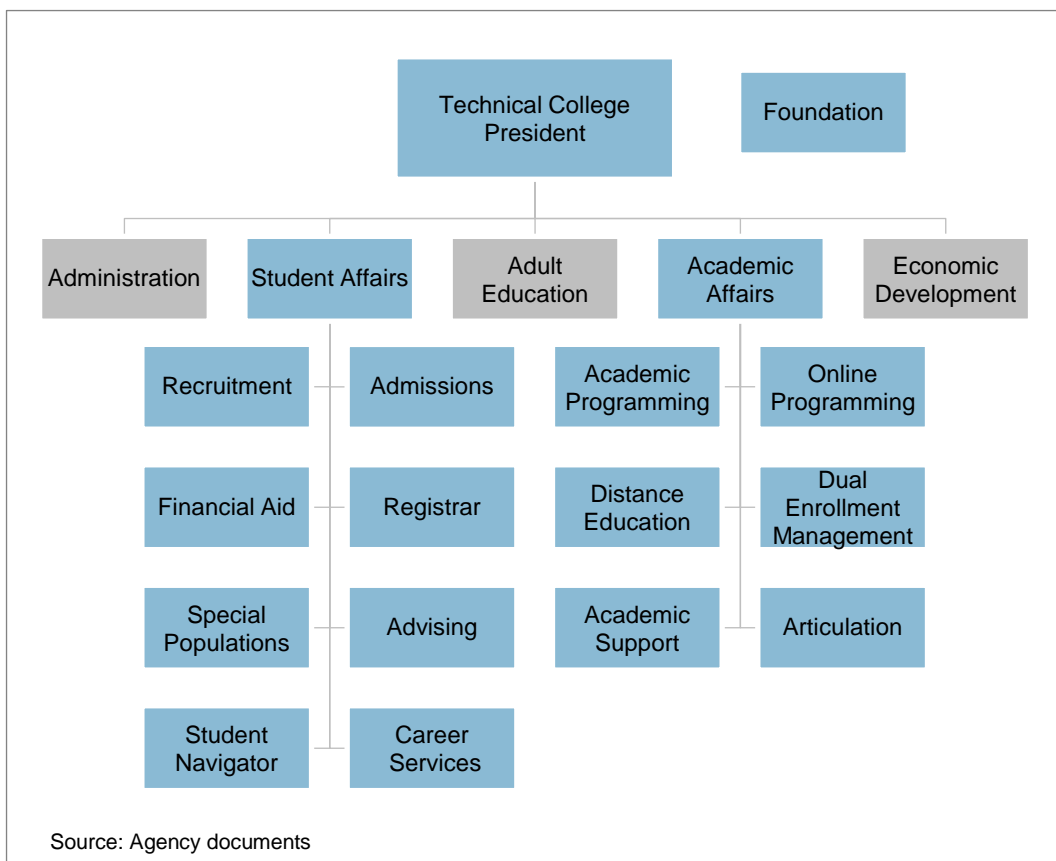 Technical College
President
Foundation
Administration
Student Affairs
Adult
Education
Academic
Affairs
Economic
Development
Recruitment
Admissions
Academic
Programming
Online
Programming
Financial Aid
Registrar
Distance
Education
Dual
Enrollment
Management
Special
Populations
Advising
Academic
Support
Articulation
Student
Navigator
Career
Services
Source: Agency documents